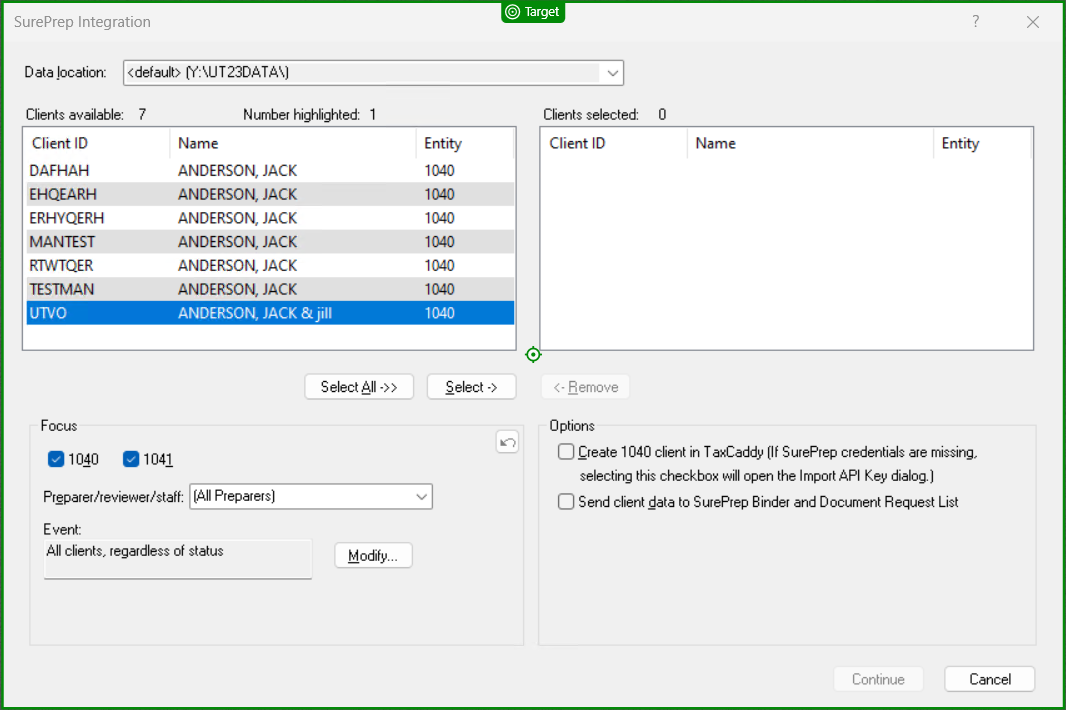 Target
SurePrep Integration
?
Data location: <default> (Y:\UT23DATA\)
Clients available: 7 Number highlighted: 1 Clients selected: 0
Client ID Name Entity Client ID Name Entity
DAFHAH ANDERSON, JACK 1040
EHQEARH ANDERSON, JACK 1040
ERHYQERH ANDERSON, JACK 1040
MANTEST ANDERSON, JACK 1040
RTWTQER ANDERSON, JACK 1040
TESTMAN ANDERSON, JACK 1040
UTVO ANDERSON, JACK & jill 1040
Select All ->> Select -> <- Remove
Focus
1040 1041
Preparer/reviewer/staff: (All Preparers)
Event:
All clients, regardless of status
Modify...
Options
Create 1040 client in TaxCaddy (If SurePrep credentials are missing,
selecting this checkbox will open the Import API Key dialog.)
Send client data to SurePrep Binder and Document Request List
Continue Cancel